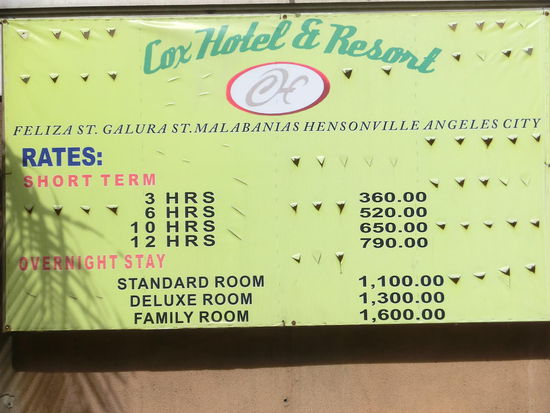 Cox Hotel & Resort
CH
FELIZA ST. GALURA ST. MALABANIAS HENSONVILLE ANGELES CITY
RATES:
SHORT TERM
3 HRS 360.00
6 HRS 520.00
10 HRS 650.00
12 HRS 790.00
OVERNIGHT STAY
STANDARD ROOM 1,100.00
DELUXE ROOM 1,300.00
FAMILY ROOM 1,600.00